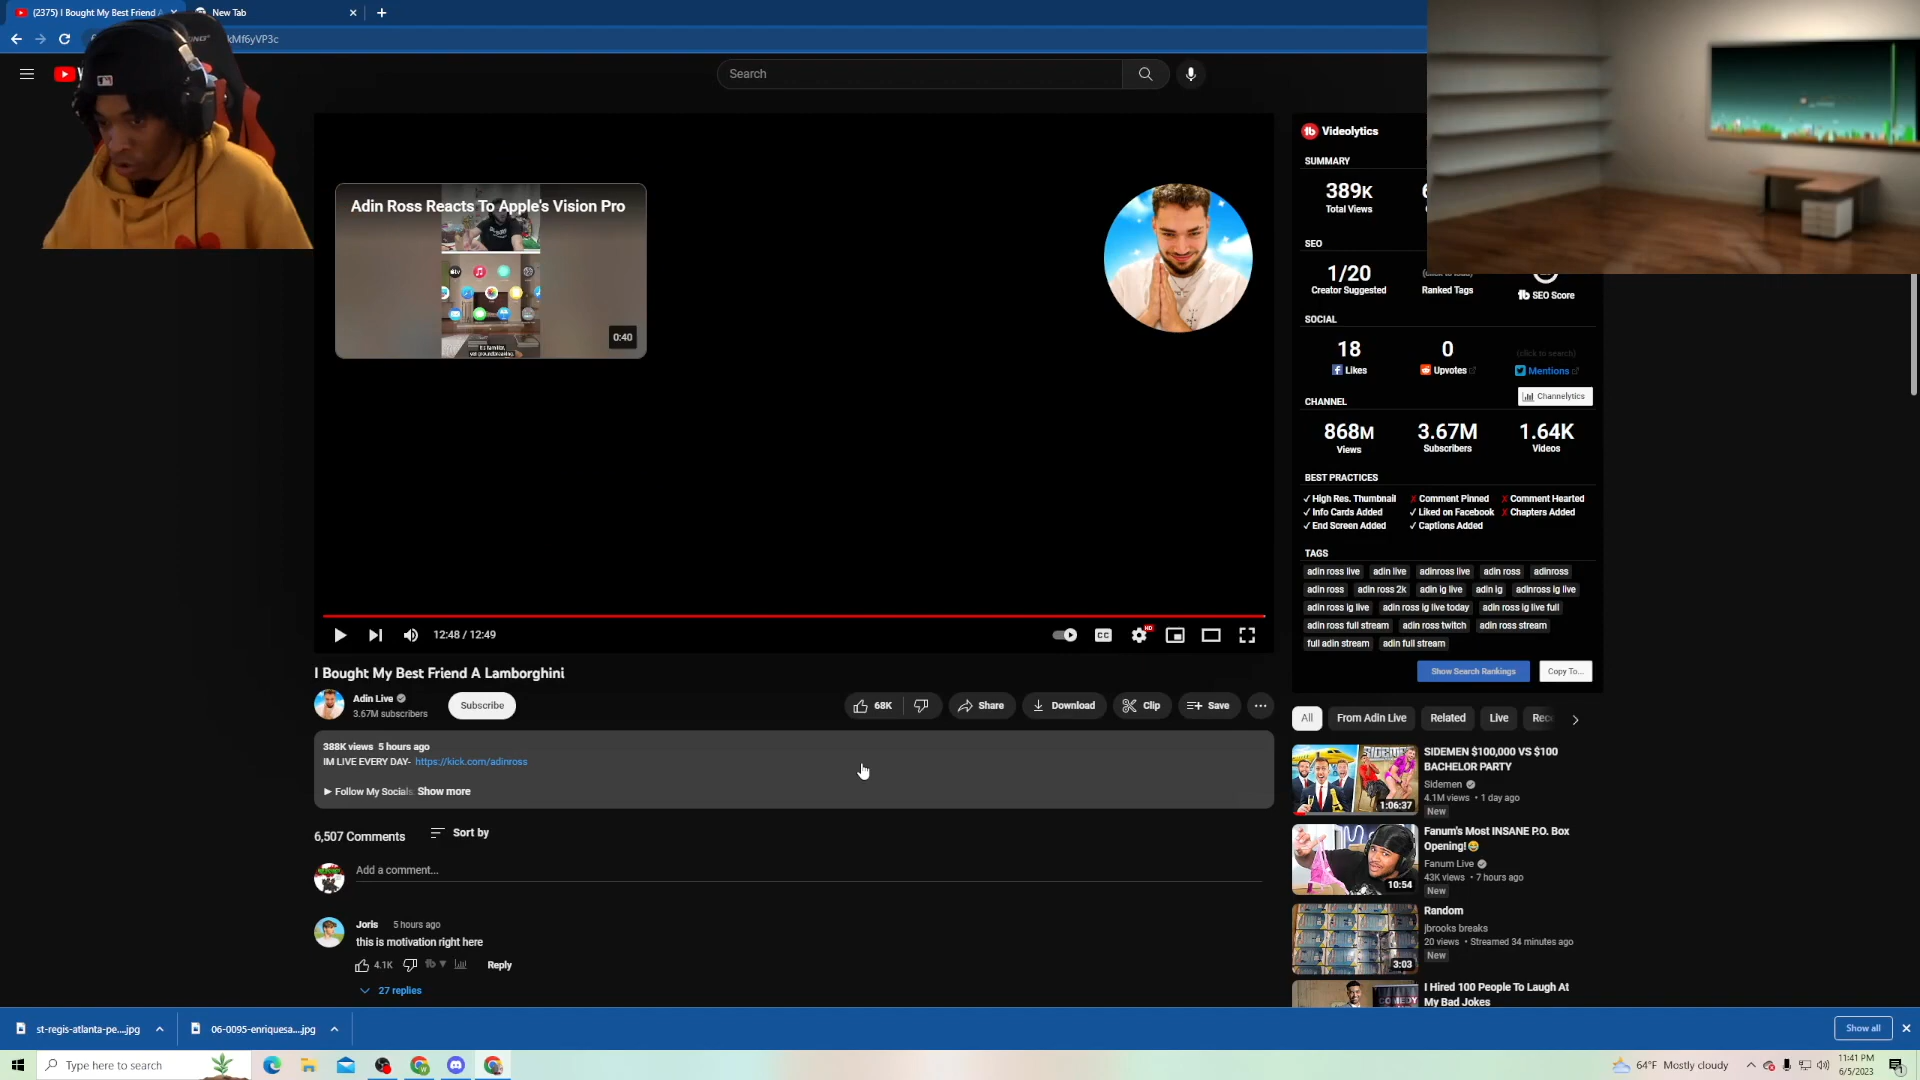 (2375) I Bought My Best Friend A
New Tab
kMf6yVP3c
Search
Adin Ross Reacts To Apple's Vision Pro
0:40
12:48 / 12:49
I Bought My Best Friend A Lamborghini
Adin Live
3.67M subscribers
Subscribe
68K
Share
Download
Clip
Save
388K views 5 hours ago
IM LIVE EVERY DAY- https://kick.com/adinross
► Follow My Socials: Show more
6,507 Comments
Sort by
Add a comment...
Joris 5 hours ago
this is motivation right here
4.1K
Reply
27 replies
Videolytics
SUMMARY
389K
Total Views
SEO
1/20
Creator Suggested
Ranked Tags
SEO Score
SOCIAL
18
0
(click to search)
Likes
Upvotes
Mentions
Channelytics
CHANNEL
868M
3.67M
1.64K
Views
Subscribers
Videos
BEST PRACTICES
✓ High Res. Thumbnail ✗ Comment Pinned ✗ Comment Hearted
✓ Info Cards Added ✓ Liked on Facebook ✗ Chapters Added
✓ End Screen Added ✓ Captions Added
TAGS
adin ross live adin live adinross live adin ross adinross
adin ross adin ross 2k adin ig live adin ig adinross ig live
adin ross ig live adin ross ig live today adin ross ig live full
adin ross full stream adin ross twitch adin ross stream
full adin stream adin full stream
Show Search Rankings
Copy To...
All From Adin Live Related Live Rec
SIDEMEN $100,000 VS $100
BACHELOR PARTY
Sidemen
4.1M views • 1 day ago
New
1:06:37
Fanum's Most INSANE P.O. Box
Opening!😂
Fanum Live
43K views • 7 hours ago
New
10:54
Random
jbrooks breaks
20 views • Streamed 34 minutes ago
New
3:03
I Hired 100 People To Laugh At
My Bad Jokes
st-regis-atlanta-pe....jpg
06-0095-enriquesa....jpg
Show all
Type here to search
64°F Mostly cloudy
11:41 PM
6/5/2023